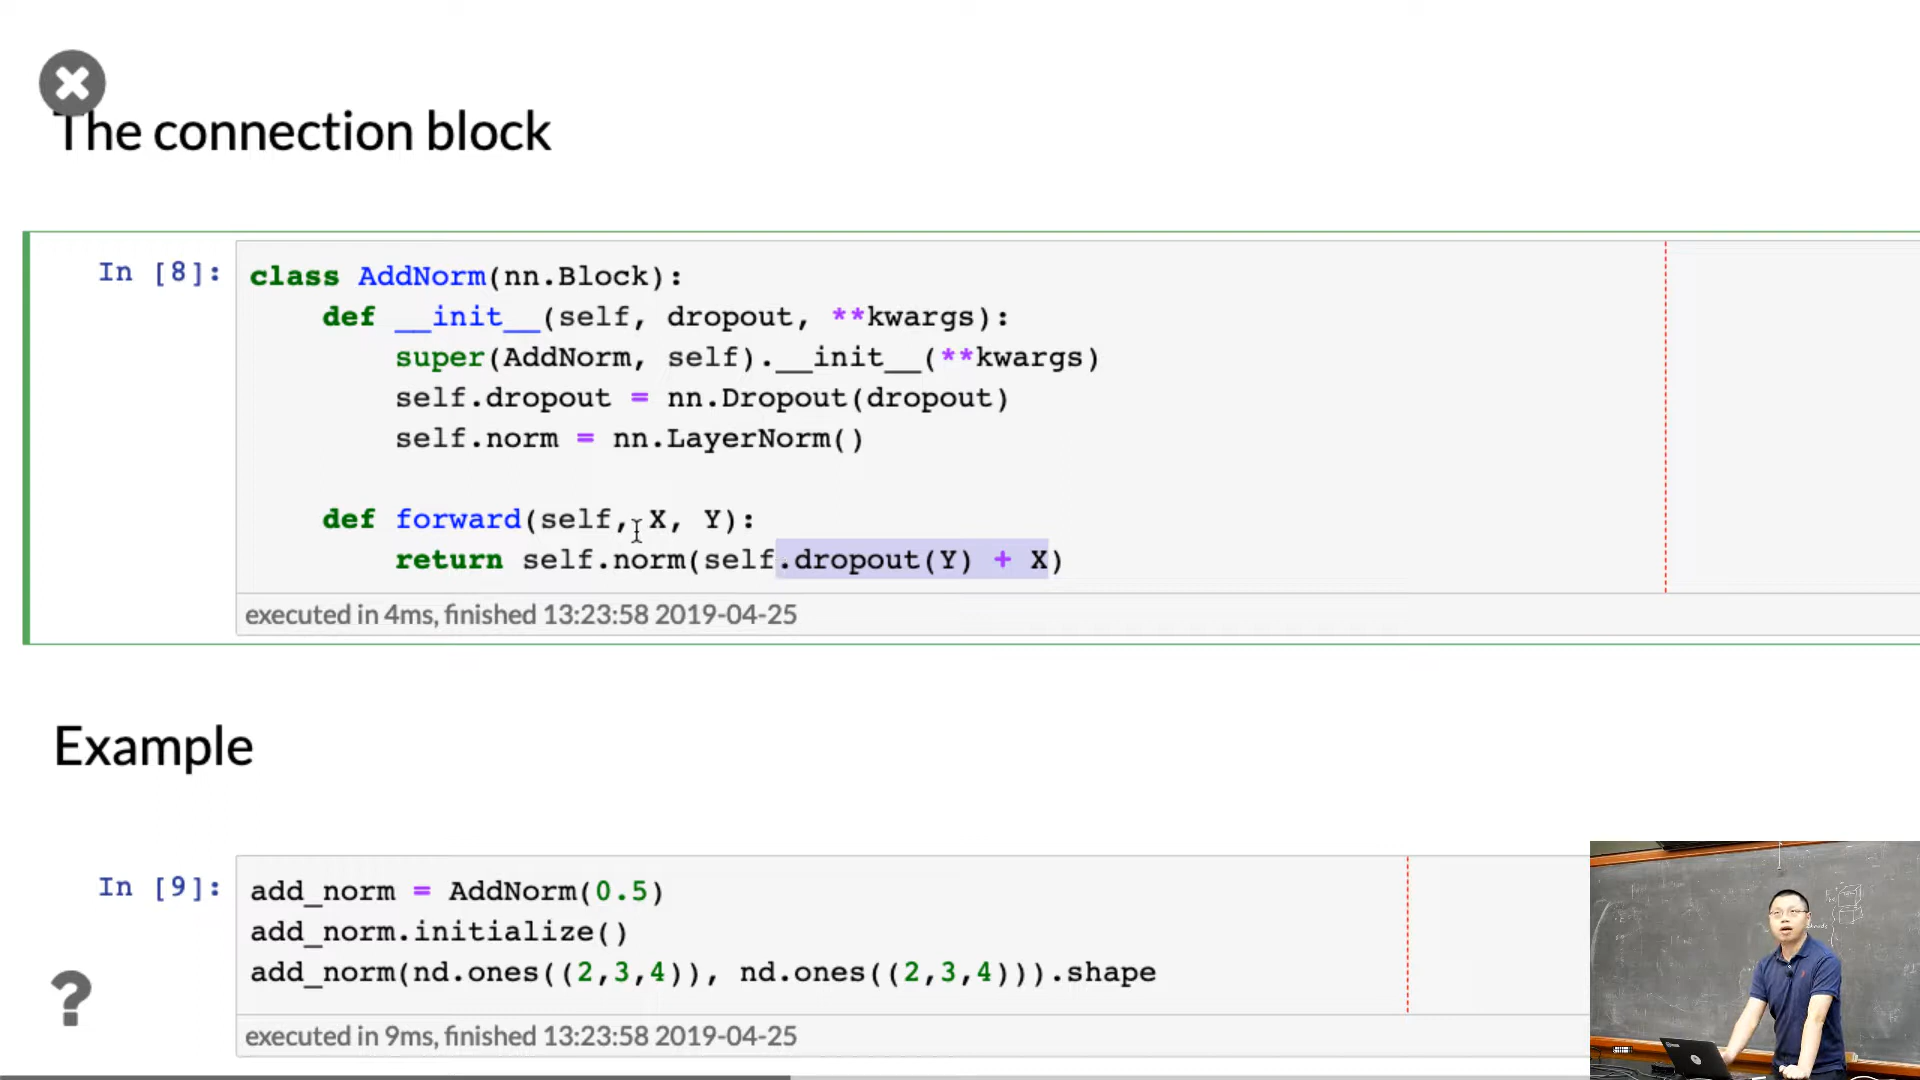 The connection block
In [8]:
class AddNorm(nn.Block):
    def __init__(self, dropout, **kwargs):
        super(AddNorm, self).__init__(**kwargs)
        self.dropout = nn.Dropout(dropout)
        self.norm = nn.LayerNorm()
    def forward(self, X, Y):
        return self.norm(self.dropout(Y) + X)
executed in 4ms, finished 13:23:58 2019-04-25
Example
In [9]:
add_norm = AddNorm(0.5)
add_norm.initialize()
add_norm(nd.ones((2,3,4)), nd.ones((2,3,4))).shape
executed in 9ms, finished 13:23:58 2019-04-25
?